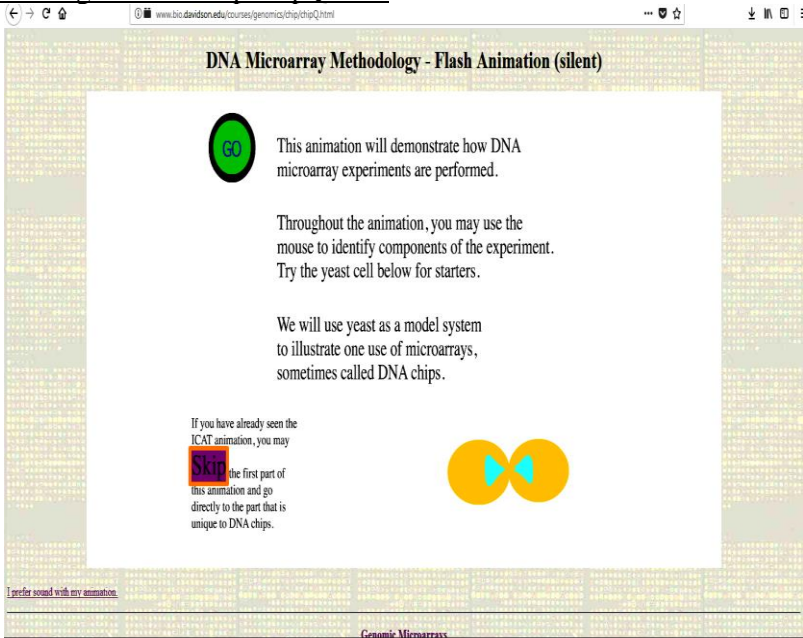 www.bio.davidson.edu/courses/genomics/chip/chipQ.html
DNA Microarray Methodology - Flash Animation (silent)
GO
This animation will demonstrate how DNA
microarray experiments are performed.
Throughout the animation, you may use the
mouse to identify components of the experiment.
Try the yeast cell below for starters.
We will use yeast as a model system
to illustrate one use of microarrays,
sometimes called DNA chips.
If you have already seen the
ICAT animation, you may
Skip the first part of
this animation and go
directly to the part that is
unique to DNA chips.
I prefer sound with my animation.
Genomic Microarrays